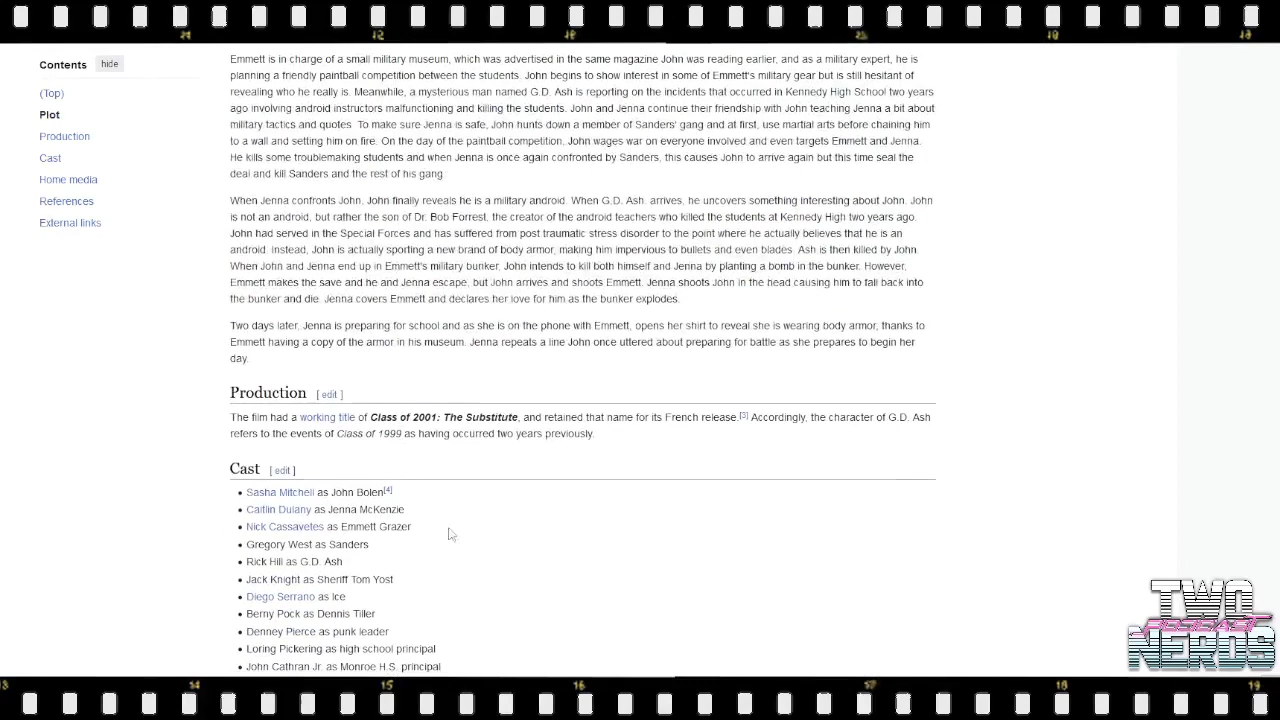 Contents hide
(Top)
Plot
Production
Cast
Home media
References
External links
Emmett is in charge of a small military museum, which was advertised in the same magazine John was reading earlier, and as a military expert, he is
planning a friendly paintball competition between the students. John begins to show interest in some of Emmett's military gear but is still hesitant of
revealing who he really is. Meanwhile, a mysterious man named G.D. Ash is reporting on the incidents that occurred in Kennedy High School two years
ago involving android instructors malfunctioning and killing the students. John and Jenna continue their friendship with John teaching Jenna a bit about
military tactics and quotes. To make sure Jenna is safe, John hunts down a member of Sanders' gang and at first, use martial arts before chaining him
to a wall and setting him on fire. On the day of the paintball competition, John wages war on everyone involved and even targets Emmett and Jenna.
He kills some troublemaking students and when Jenna is once again confronted by Sanders, this causes John to arrive again but this time seal the
deal and kill Sanders and the rest of his gang.
When Jenna confronts John, John finally reveals he is a military android. When G.D. Ash. arrives, he uncovers something interesting about John. John
is not an android, but rather the son of Dr. Bob Forrest, the creator of the android teachers who killed the students at Kennedy High two years ago.
John had served in the Special Forces and has suffered from post traumatic stress disorder to the point where he actually believes that he is an
android. Instead, John is actually sporting a new brand of body armor, making him impervious to bullets and even blades. Ash is then killed by John.
When John and Jenna end up in Emmett's military bunker, John intends to kill both himself and Jenna by planting a bomb in the bunker. However,
Emmett makes the save and he and Jenna escape, but John arrives and shoots Emmett. Jenna shoots John in the head causing him to fall back into
the bunker and die. Jenna covers Emmett and declares her love for him as the bunker explodes.
Two days later, Jenna is preparing for school and as she is on the phone with Emmett, opens her shirt to reveal she is wearing body armor, thanks to
Emmett having a copy of the armor in his museum. Jenna repeats a line John once uttered about preparing for battle as she prepares to begin her
day.
Production [ edit ]
The film had a working title of Class of 2001: The Substitute, and retained that name for its French release.[3] Accordingly, the character of G.D. Ash
refers to the events of Class of 1999 as having occurred two years previously.
Cast [ edit ]
• Sasha Mitchell as John Bolen[4]
• Caitlin Dulany as Jenna McKenzie
• Nick Cassavetes as Emmett Grazer
• Gregory West as Sanders
• Rick Hill as G.D. Ash
• Jack Knight as Sheriff Tom Yost
• Diego Serrano as Ice
• Berny Pock as Dennis Tiller
• Denney Pierce as punk leader
• Loring Pickering as high school principal
• John Cathran Jr. as Monroe H.S. principal
TWO
NERDS
13 14 15 16 17 18 19